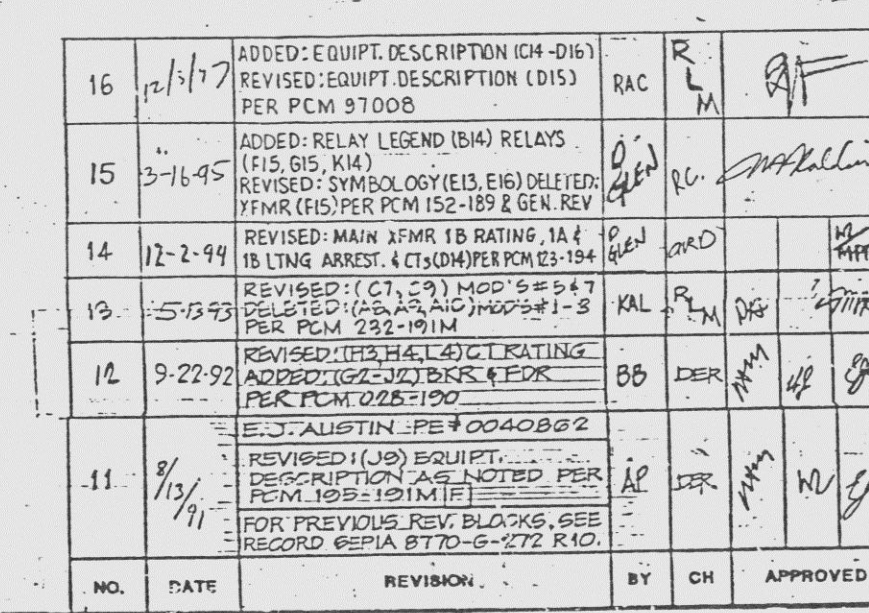 16 12/3/97 ADDED: EQUIPT. DESCRIPTION (C14-D16) RLM
REVISED: EQUIPT. DESCRIPTION (D15) RAC
PER PCM 97008
ADDED: RELAY LEGEND (B14) RELAYS D
15 3-16-95 (F15, G15, K14) GLEN RG.
REVISED: SYMBOLOGY (E13, E16) DELETED:
XFMR (F15) PER PCM 152-189 & GEN. REV
14 12-2-94 REVISED: MAIN XFMR 1B RATING, 1A & D GLEN
1B LTNG ARREST. & CTs (D14) PER PCM 123-194
REVISED: (C7, C9) MOD'S #5&7
13 5-13-93 DELETED: (A8, A9, A10) MOD'S #1-3 KAL RLM
PER PCM 232-191M
REVISED: (H3, H4, L4) CT RATING
12 9-22-92 ADDED: (G2-J2) BKR & FDR BB DER
PER PCM 028-190
E.J. AUSTIN PE# 0040862
REVISED: (J9) EQUIPT.
11 8/13/91 DESCRIPTION AS NOTED PER AP DER
PCM 195-191M F
FOR PREVIOUS REV. BLOCKS, SEE
RECORD SEPIA 8770-G-272 R10.
NO. DATE REVISION BY CH APPROVED